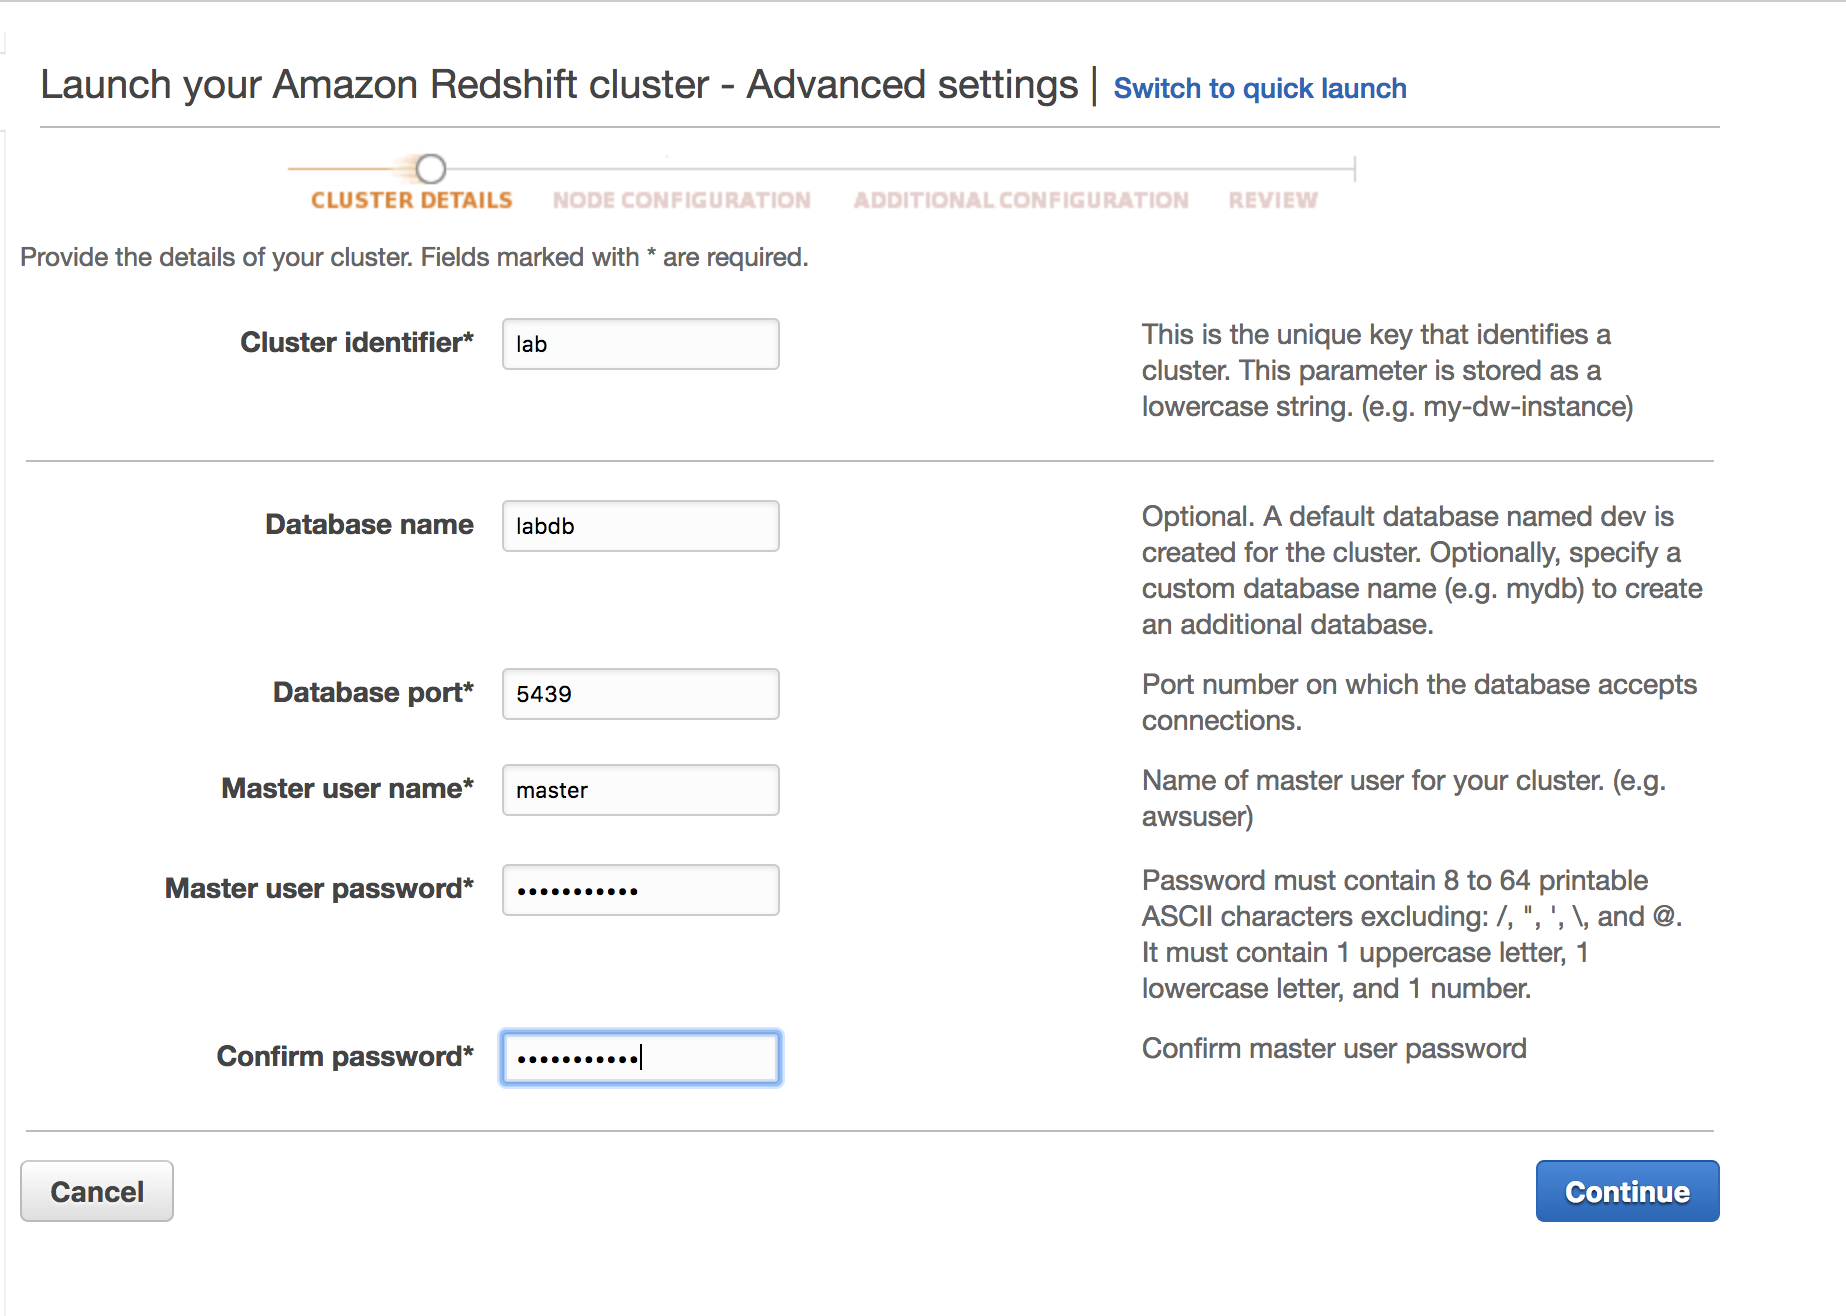 Launch your Amazon Redshift cluster - Advanced settings | Switch to quick launch
CLUSTER DETAILS NODE CONFIGURATION ADDITIONAL CONFIGURATION REVIEW
Provide the details of your cluster. Fields marked with * are required.
Cluster identifier* lab
This is the unique key that identifies a
cluster. This parameter is stored as a
lowercase string. (e.g. my-dw-instance)
Database name labdb
Optional. A default database named dev is
created for the cluster. Optionally, specify a
custom database name (e.g. mydb) to create
an additional database.
Database port* 5439
Port number on which the database accepts
connections.
Master user name* master
Name of master user for your cluster. (e.g.
awsuser)
Master user password* •••••••••••
Password must contain 8 to 64 printable
ASCII characters excluding: /, ", ', \, and @.
It must contain 1 uppercase letter, 1
lowercase letter, and 1 number.
Confirm password* •••••••••••
Confirm master user password
Cancel Continue